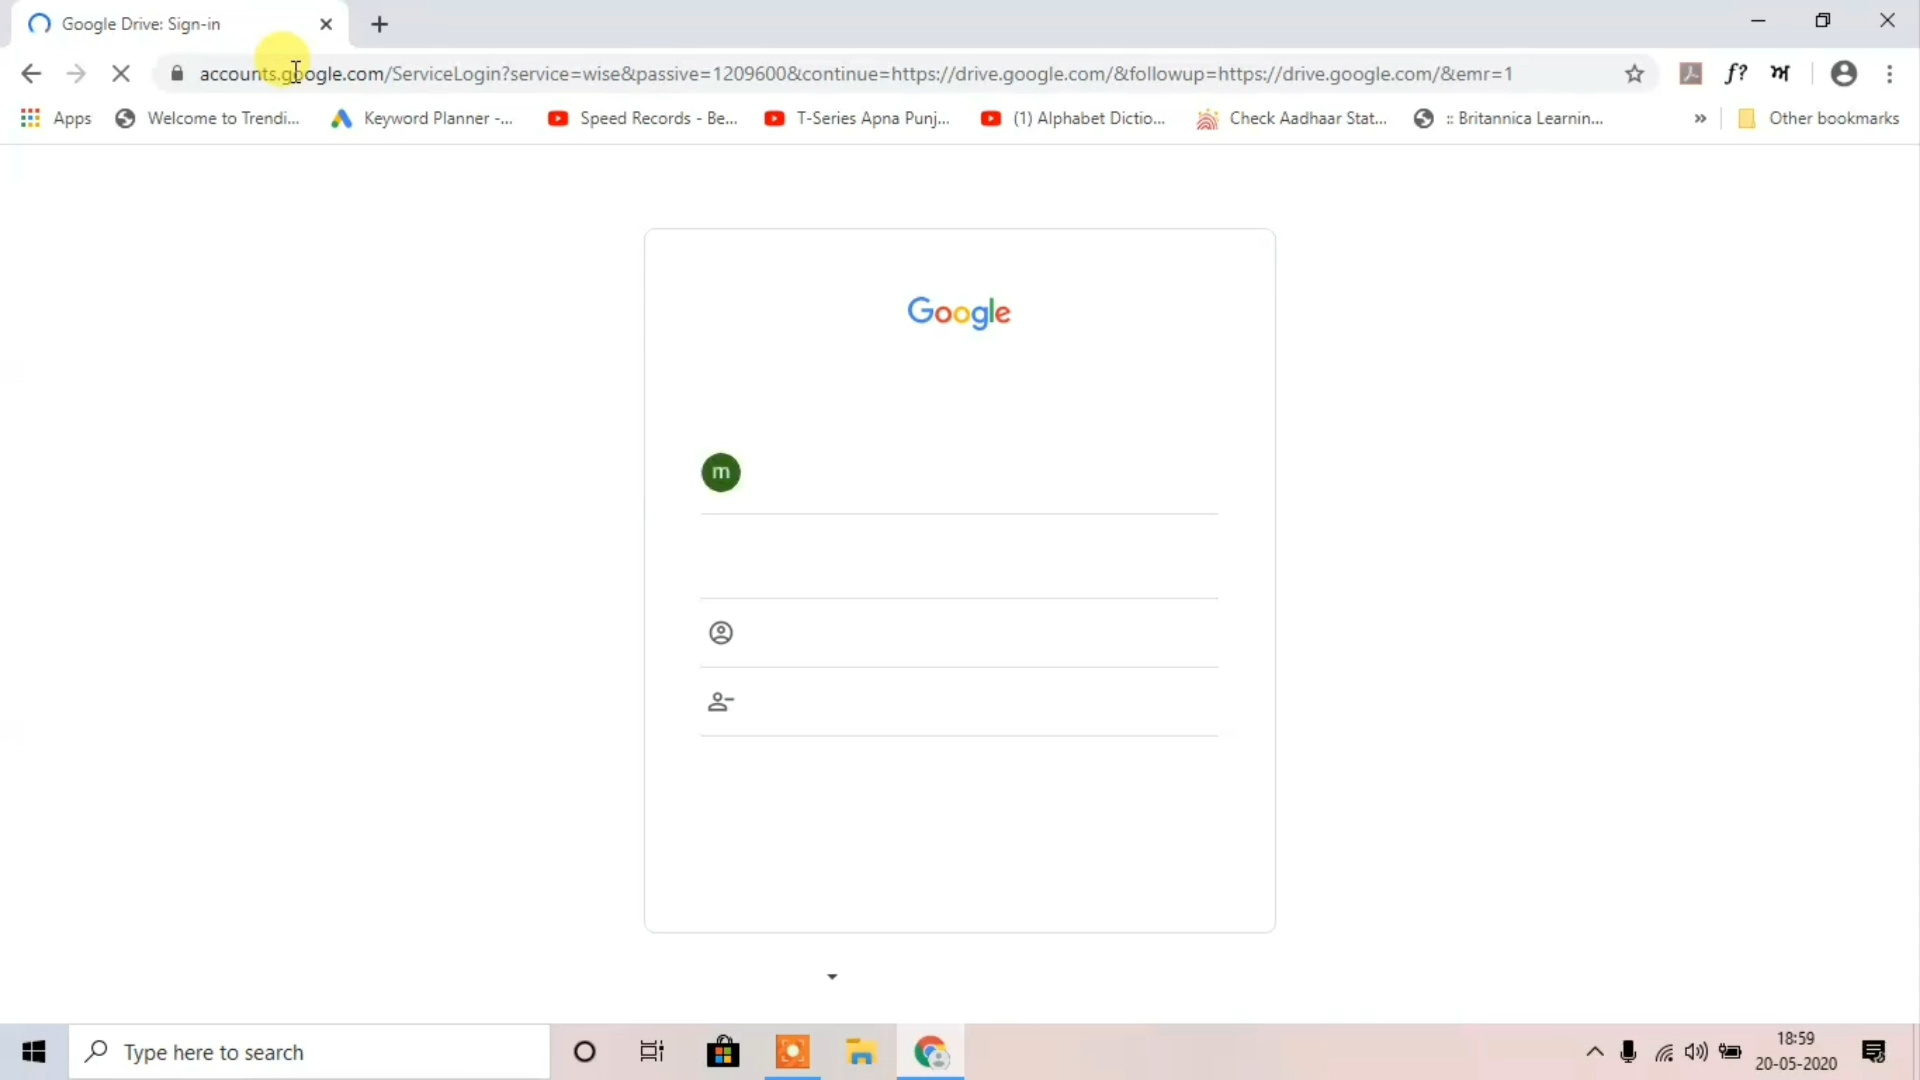 Google Drive: Sign-in
accounts.google.com/ServiceLogin?service=wise&passive=1209600&continue=https://drive.google.com/&followup=https://drive.google.com/&emr=1
f?
ਅ
Apps
Welcome to Trendi...
Keyword Planner -...
Speed Records - Be...
T-Series Apna Punj...
(1) Alphabet Dictio...
Check Aadhaar Stat...
:: Britannica Learnin...
»
Other bookmarks
Google
m
Type here to search
18:59
20-05-2020